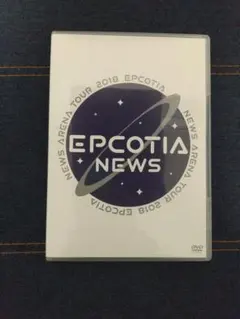 NEWS ARENA TOUR 2018 EPCOTIA
NEWS ARENA TOUR 2018 EPCOTIA
EPCOTIA
NEWS
DVD